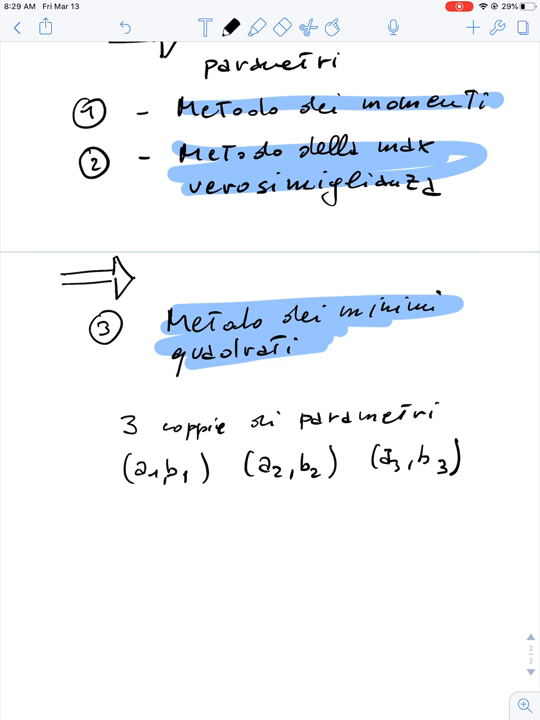 8:29 AM Fri Mar 13
29%
T
parametri
1 - Metodo dei momenti
2 - Metodo della max
verosimiglianza
3 Metodo dei minimi
quadrati
3 coppie di parametri
(a1,b1) (a2,b2) (a3,b3)
2
3